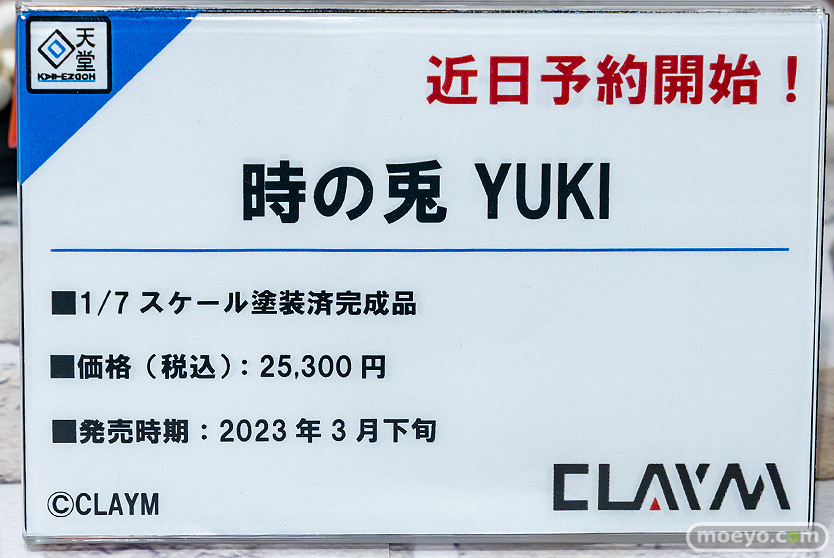 天堂
近日予約開始！
時の兎 YUKI
■1/7 スケール塗装済完成品
■価格（税込）：25,300 円
■発売時期：2023 年 3 月下旬
©CLAYM
CLAYM
moeyo.com